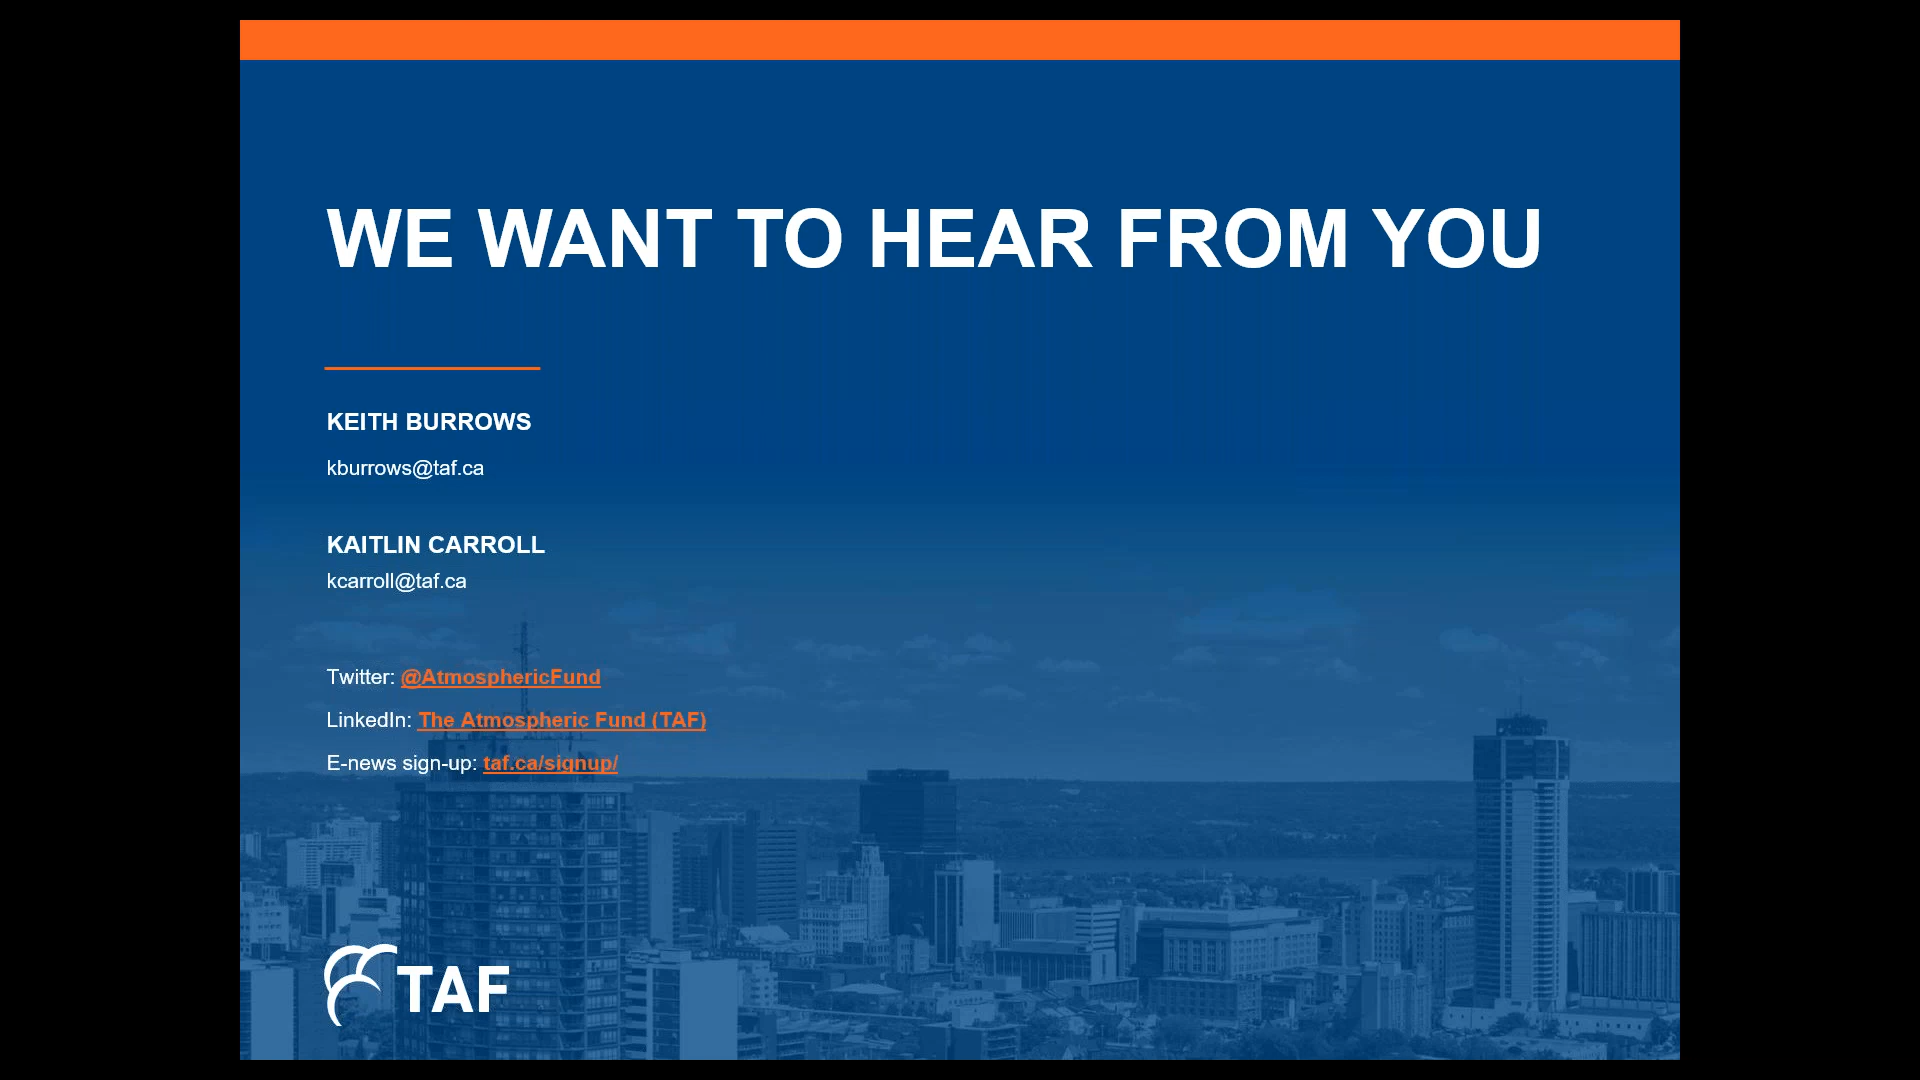 WE WANT TO HEAR FROM YOU
KEITH BURROWS
kburrows@taf.ca
KAITLIN CARROLL
kcarroll@taf.ca
Twitter: @AtmosphericFund
LinkedIn: The Atmospheric Fund (TAF)
E-news sign-up: taf.ca/signup/
TAF